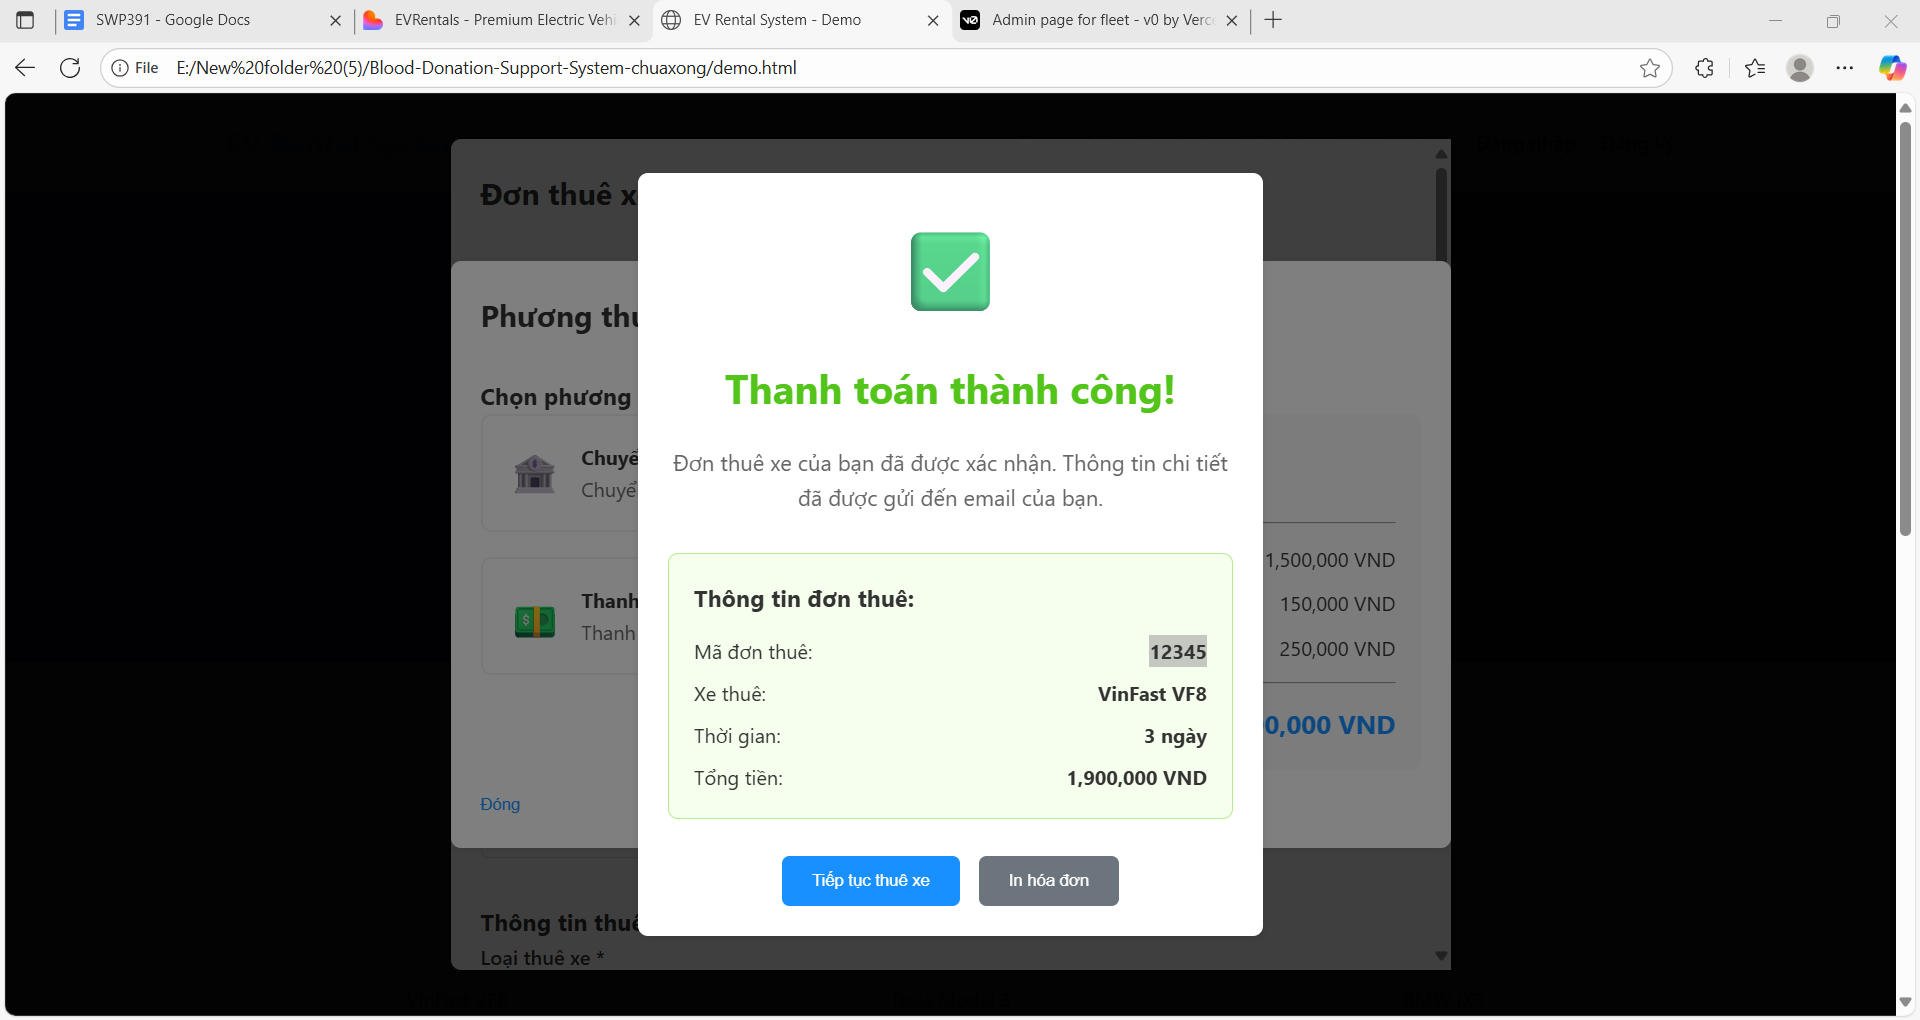 SWP391 - Google Docs
EVRentals - Premium Electric Vehi
EV Rental System - Demo
Admin page for fleet - v0 by Verce
File E:/New%20folder%20(5)/Blood-Donation-Support-System-chuaxong/demo.html
Đơn thuê x
Phương thu
Chọn phương
Chuyể
Chuyể
Thanh
Thanh
Thanh toán thành công!
Đơn thuê xe của bạn đã được xác nhận. Thông tin chi tiết
đã được gửi đến email của bạn.
Thông tin đơn thuê:
Mã đơn thuê: 12345
Xe thuê: VinFast VF8
Thời gian: 3 ngày
Tổng tiền: 1,900,000 VND
Tiếp tục thuê xe
In hóa đơn
1,500,000 VND
150,000 VND
250,000 VND
0,000 VND
Đóng
Thông tin thuê
Loại thuê xe *